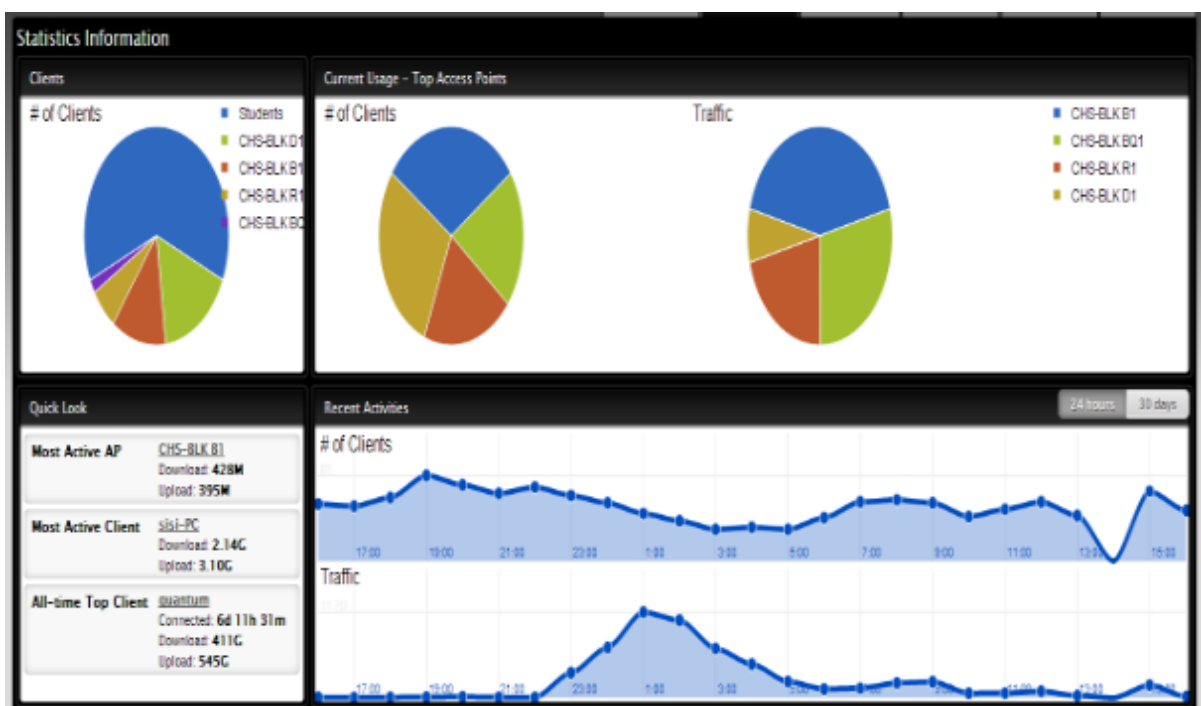 Statistics Information
Clients
# of Clients
Students
CHS-BLK D1
CHS-BLK B1
CHS-BLK R1
CHS-BLK BQ
Current Usage - Top Access Points
# of Clients
Traffic
CHS-BLK B1
CHS-BLK BQ1
CHS-BLK R1
CHS-BLK D1
Quick Look
Most Active AP
CHS-BLK B1
Download: 428M
Upload: 395M
Most Active Client
sisi-PC
Download: 2.14G
Upload: 3.10G
All-time Top Client
quantum
Connected: 6d 11h 31m
Download: 411G
Upload: 545G
Recent Activities
24 hours 30 days
# of Clients
17:00 19:00 21:00 23:00 1:00 3:00 5:00 7:00 9:00 11:00 13:00 15:00
Traffic
17:00 19:00 21:00 23:00 1:00 3:00 5:00 11:00 13:00